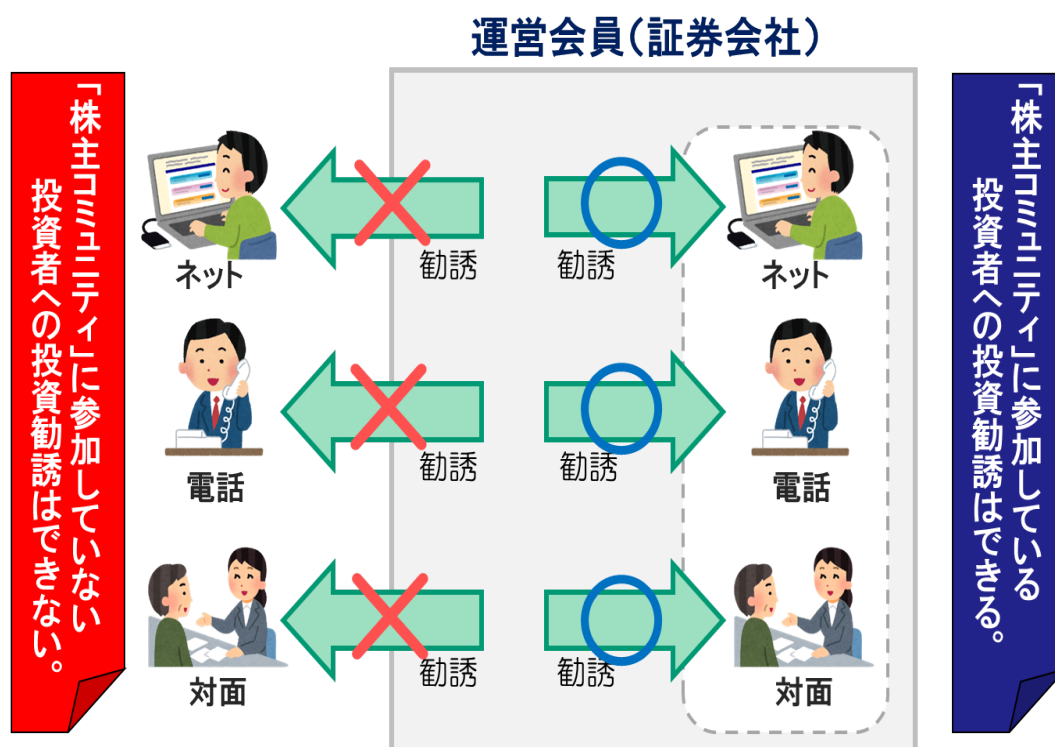 運営会員(証券会社)
「株主コミュニティ」に参加していない
投資者への投資勧誘はできない。
ネット
勧誘
勧誘
ネット
電話
勧誘
勧誘
電話
対面
勧誘
勧誘
対面
「株主コミュニティ」に参加している
投資者への投資勧誘はできる。